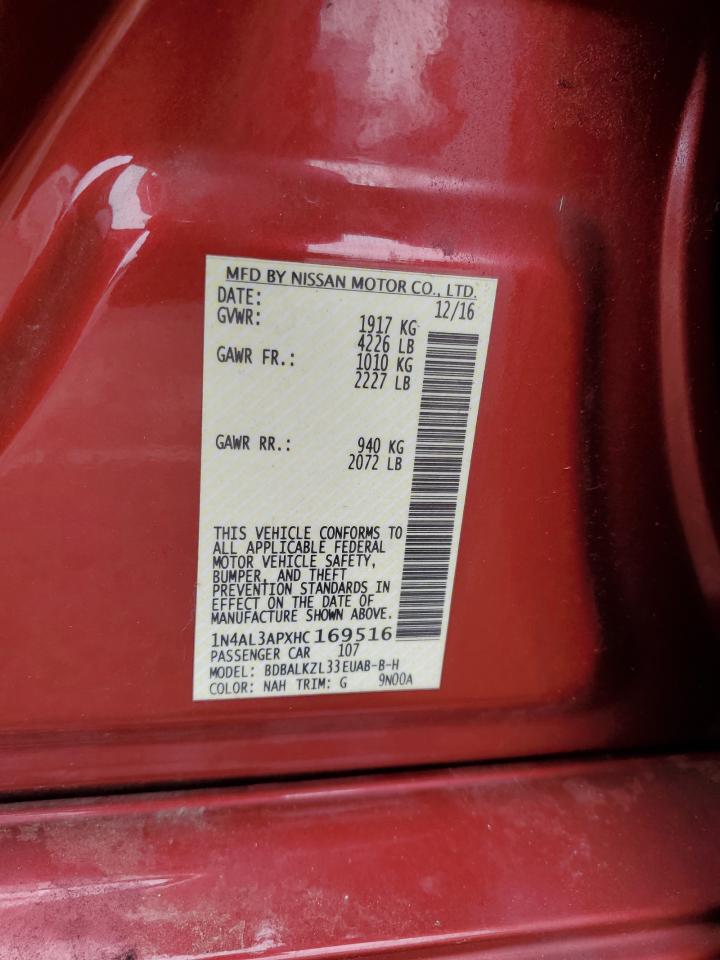 MFD BY NISSAN MOTOR CO., LTD.
DATE: 12/16
GVWR: 1917 KG
4226 LB
GAWR FR.: 1010 KG
2227 LB
GAWR RR.: 940 KG
2072 LB
THIS VEHICLE CONFORMS TO
ALL APPLICABLE FEDERAL
MOTOR VEHICLE SAFETY,
BUMPER, AND THEFT
PREVENTION STANDARDS IN
EFFECT ON THE DATE OF
MANUFACTURE SHOWN ABOVE.
1N4AL3APXHC169516
PASSENGER CAR 107
MODEL: BDBALKZL33EUAB-B-H
COLOR: NAH TRIM: G 9N00A